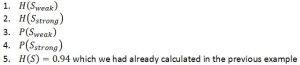 1. H(S_weak)
2. H(S_strong)
3. P(S_weak)
4. P(S_strong)
5. H(S) = 0.94 which we had already calculated in the previous example